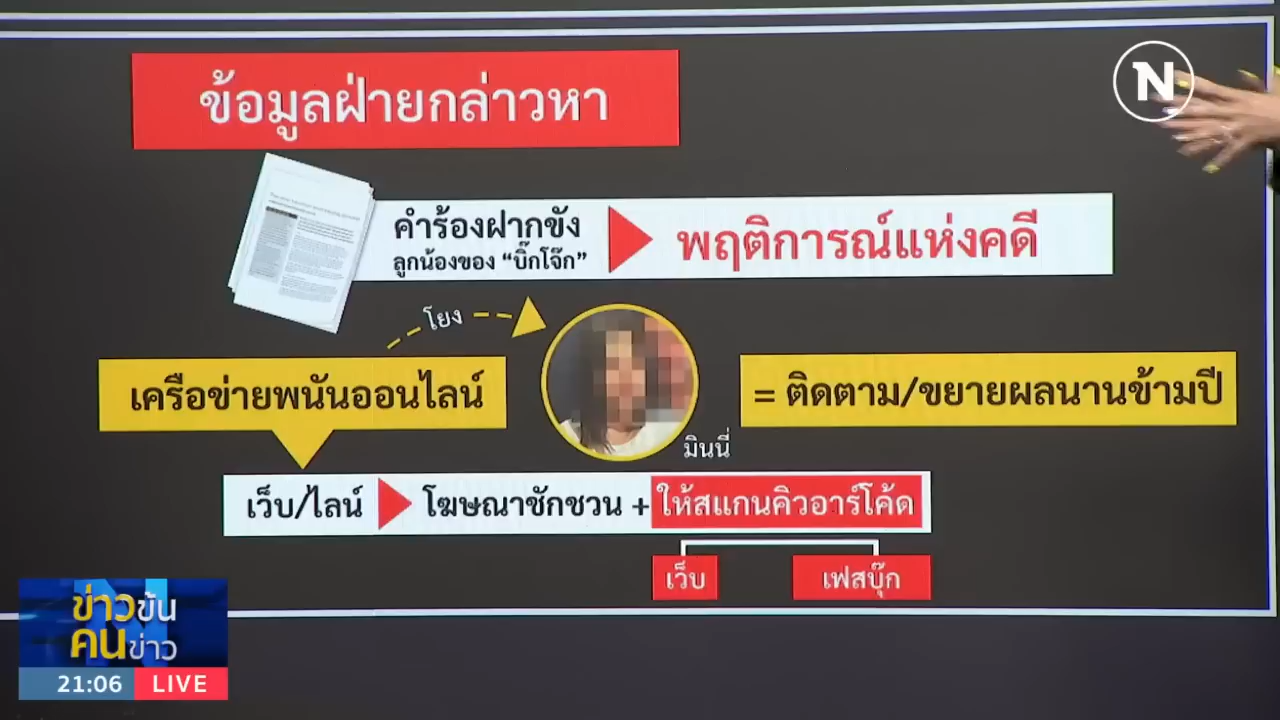 ข้อมูลฝ่ายกล่าวหา
N
คำร้องฝากขัง
ลูกน้องของ “บิ๊กโจ๊ก”
พฤติการณ์แห่งคดี
โยง
เครือข่ายพนันออนไลน์
= ติดตาม/ขยายผลนานข้ามปี
มินนี่
เว็บ/ไลน์
โฆษณาชักชวน + ให้สแกนคิวอาร์โค้ด
เว็บ
เฟสบุ๊ก
ข่าวข้น
คนข่าว
21:06 LIVE